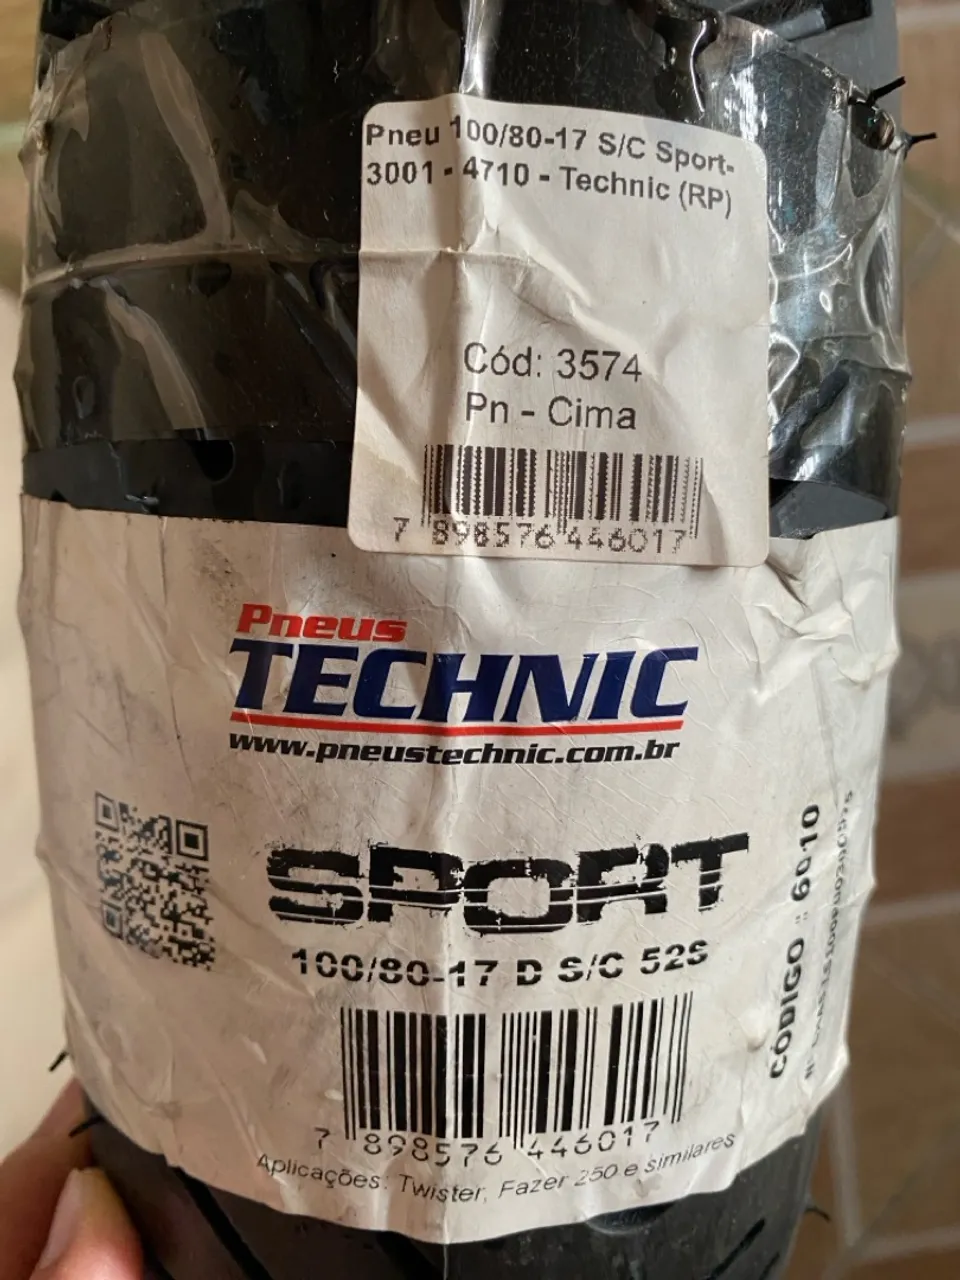 Pneu 100/80-17 S/C Sport-
3001 - 4710 - Technic (RP)
Cód: 3574
Pn - Cima
7 898576 446017
Pneus
TECHNIC
www.pneustechnic.com.br
SPORT
100/80-17 D S/C 52S
7 898576 446017
Aplicações: Twister, Fazer 250 e similares
CÓDIGO : 6010